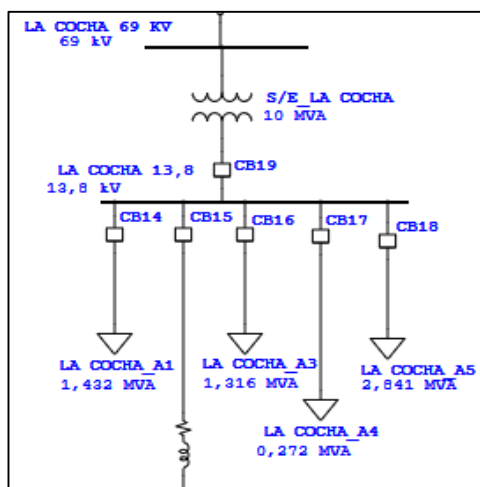 LA COCHA 69 KV
69 kV
S/E_LA COCHA
10 MVA
CB19
LA COCHA 13,8
13,8 kV
CB14
CB15
CB16
CB17
CB18
LA COCHA_A1
1,432 MVA
LA COCHA_A3
1,316 MVA
LA COCHA_A5
2,841 MVA
LA COCHA_A4
0,272 MVA